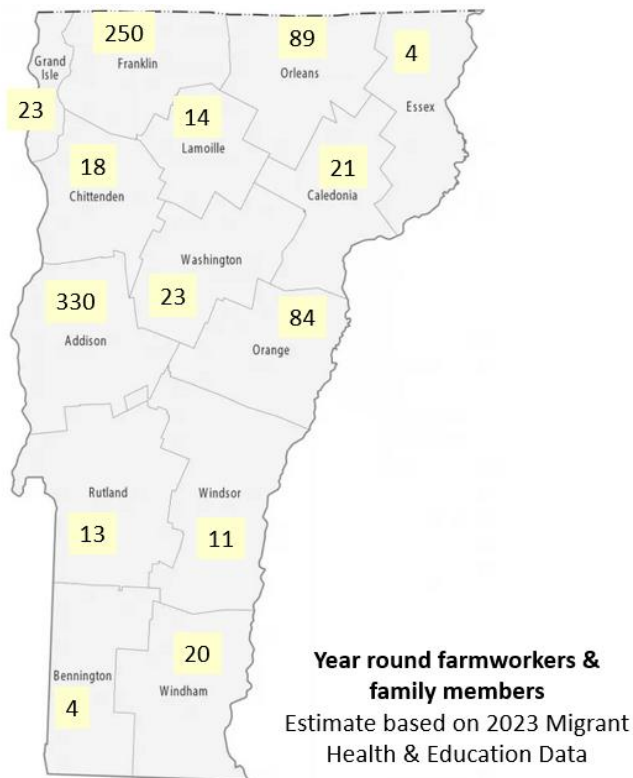 250
Franklin
89
Orleans
4
Essex
Grand
Isle
23
14
Lamoille
18
Chittenden
21
Caledonia
Washington
23
330
Addison
84
Orange
Rutland
13
Windsor
11
Bennington
4
20
Windham
Year round farmworkers &
family members
Estimate based on 2023 Migrant
Health & Education Data